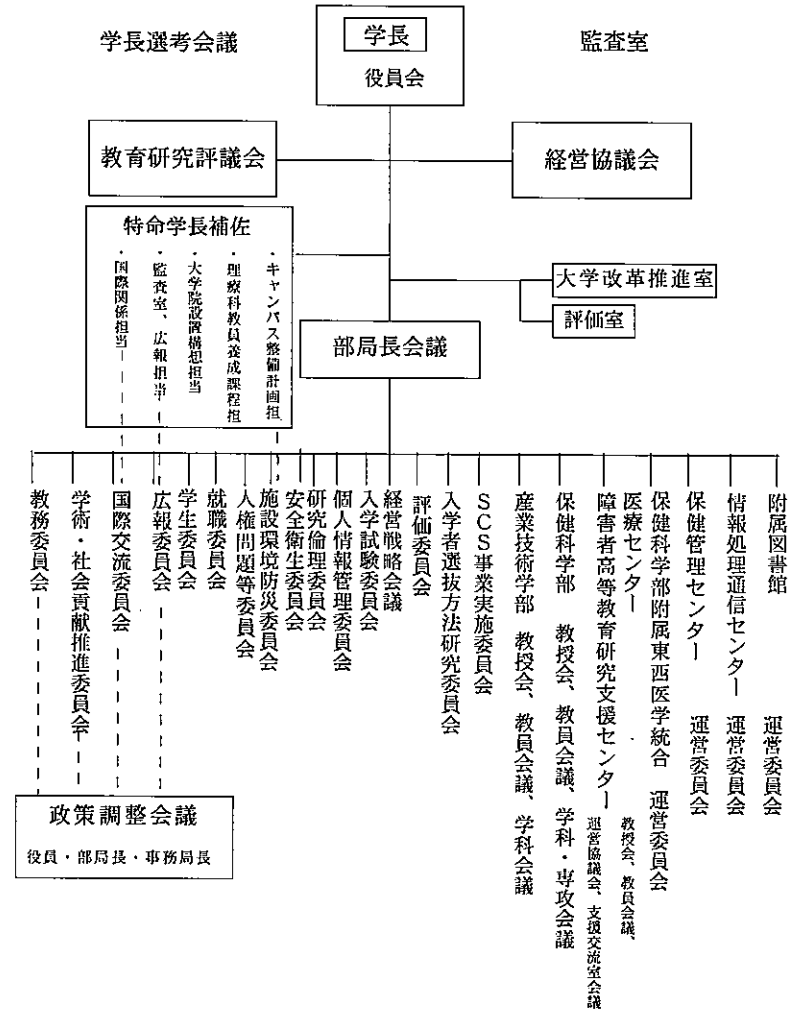 学長選考会議
学長
役員会
監査室
教育研究評議会
経営協議会
特命学長補佐
・キャンパス整備計画担
・理療科教員養成課程担
・大学院設置構想担当
・監査室、広報担当
・国際関係担当
大学改革推進室
評価室
部局長会議
教務委員会
学術・社会貢献推進委員会
国際交流委員会
広報委員会
学生委員会
就職委員会
人権問題等委員会
施設環境防災委員会
安全衛生委員会
研究倫理委員会
個人情報管理委員会
入学試験委員会
経営戦略会議
評価委員会
入学者選抜方法研究委員会
SCS事業実施委員会
産業技術学部 教授会、教員会議、学科会議
保健科学部 教授会、教員会議、学科・専攻会議
障害者高等教育研究支援センター
教授会、教員会議、
運営協議会、支援交流室会議
保健科学部附属東西医学統合
医療センター
運営委員会
保健管理センター 運営委員会
情報処理通信センター 運営委員会
附属図書館 運営委員会
政策調整会議
役員・部局長・事務局長